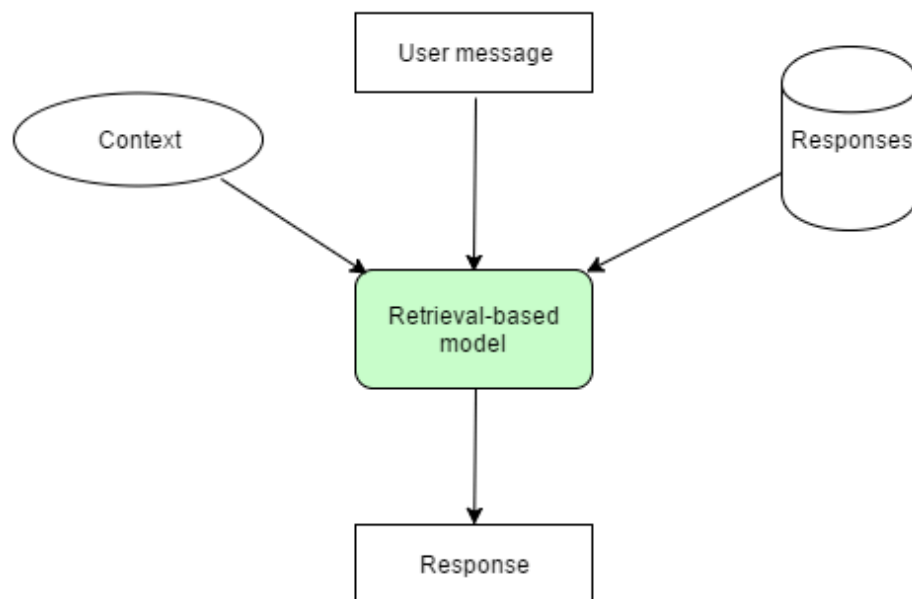 User message
Context
Responses
Retrieval-based
model
Response